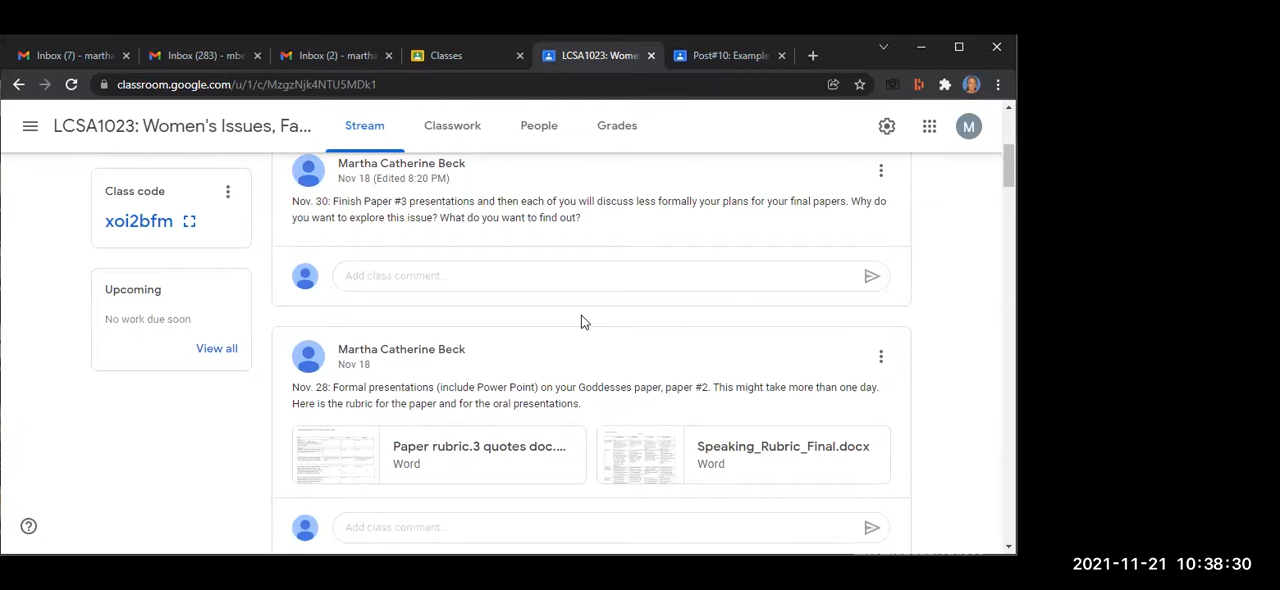 Inbox (7) - martha
Inbox (283) - mbe
Inbox (2) - martha
Classes
LCSA1023: Wome
Post#10: Example
classroom.google.com/u/1/c/MzgzNjk4NTU5MDk1
LCSA1023: Women's Issues, Fa...
Stream
Classwork
People
Grades
M
Class code
xoi2bfm
Upcoming
No work due soon
View all
Martha Catherine Beck
Nov 18 (Edited 8:20 PM)
Nov. 30: Finish Paper #3 presentations and then each of you will discuss less formally your plans for your final papers. Why do
you want to explore this issue? What do you want to find out?
Add class comment...
Martha Catherine Beck
Nov 18
Nov. 28: Formal presentations (include Power Point) on your Goddesses paper, paper #2. This might take more than one day.
Here is the rubric for the paper and for the oral presentations.
Paper rubric.3 quotes doc....
Word
Speaking_Rubric_Final.docx
Word
Add class comment...
2021-11-21 10:38:30